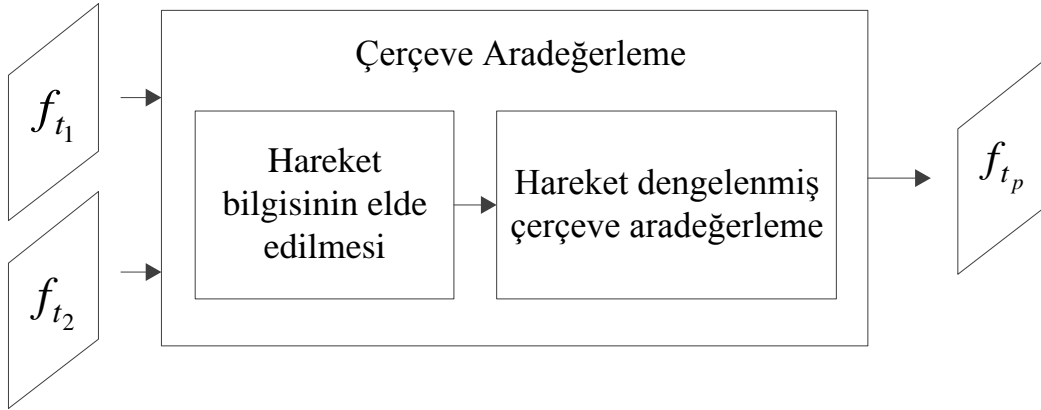 Çerçeve Aradeğerleme
f_{t_1}
f_{t_2}
Hareket
bilgisinin elde
edilmesi
Hareket dengelenmiş
çerçeve aradeğerleme
f_{t_p}